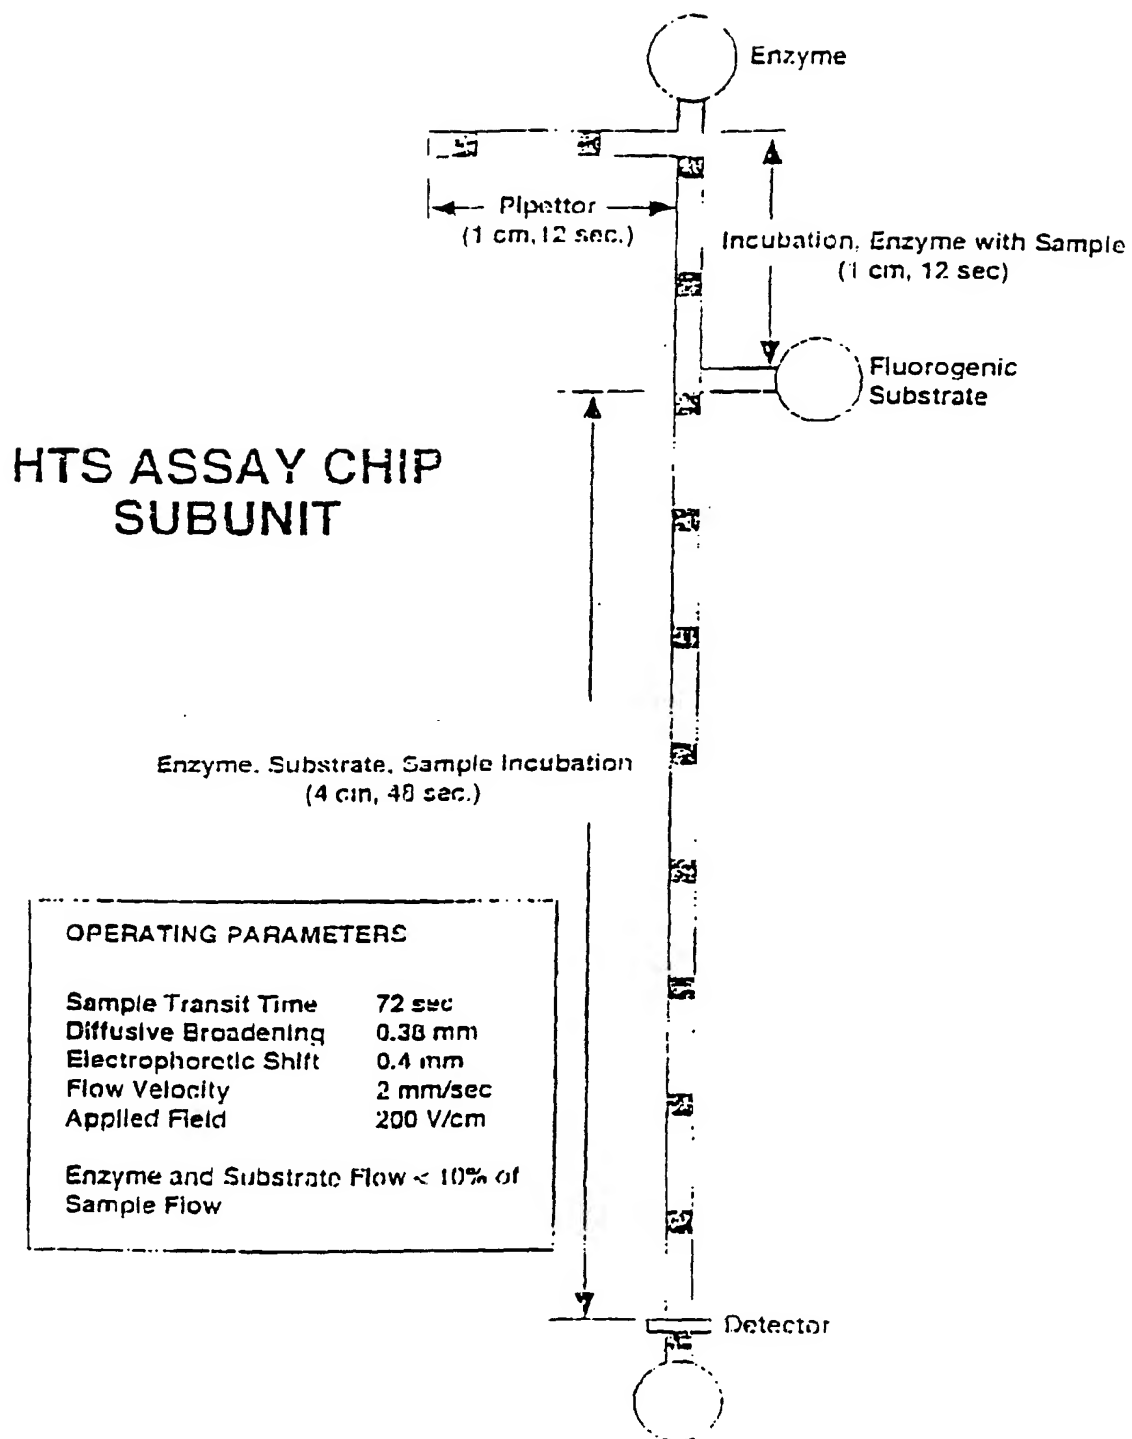 Enzyme
Pipettor
(1 cm, 12 sec.)
Incubation, Enzyme with Sample
(1 cm, 12 sec)
Fluorogenic
Substrate
HTS ASSAY CHIP
SUBUNIT
Enzyme, Substrate, Sample Incubation
(4 cm, 48 sec.)
OPERATING PARAMETERS
Sample Transit Time 72 sec
Diffusive Broadening 0.38 mm
Electrophoretic Shift 0.4 mm
Flow Velocity 2 mm/sec
Applied Field 200 V/cm
Enzyme and Substrate Flow < 10% of
Sample Flow
Detector